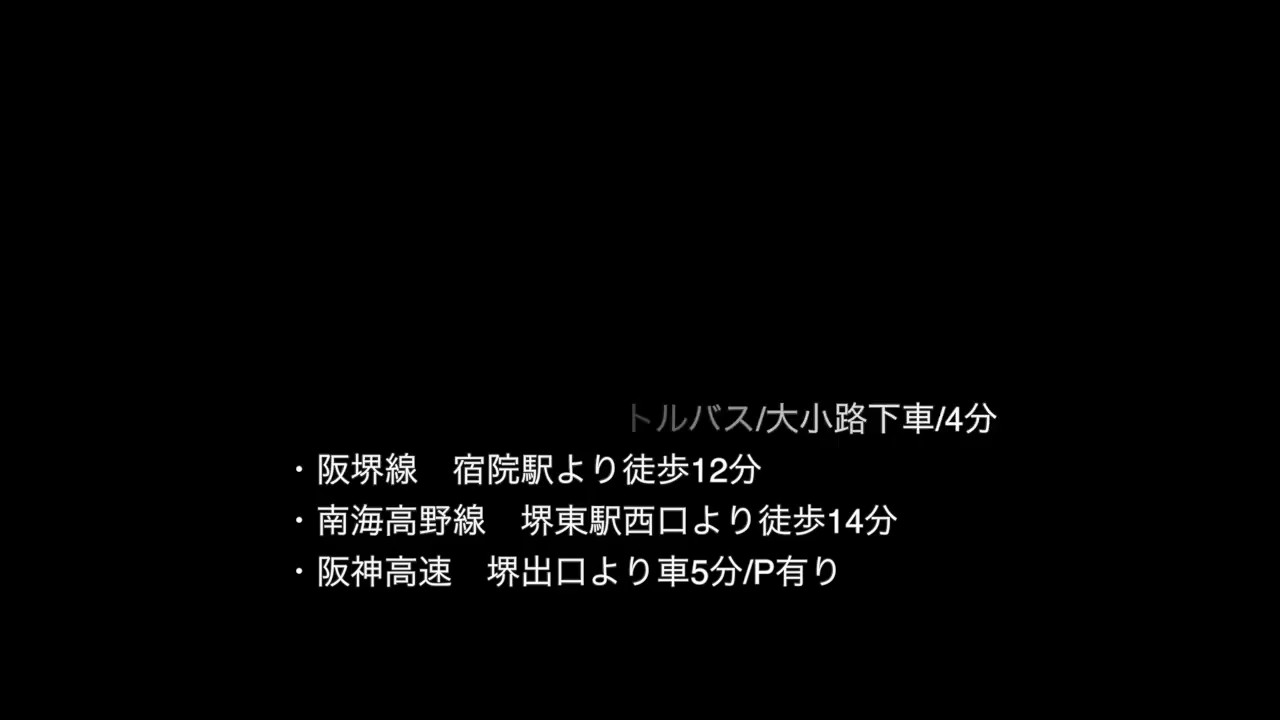 トルバス/大小路下車/4分
・阪堺線　宿院駅より徒歩12分
・南海高野線　堺東駅西口より徒歩14分
・阪神高速　堺出口より車5分/P有り